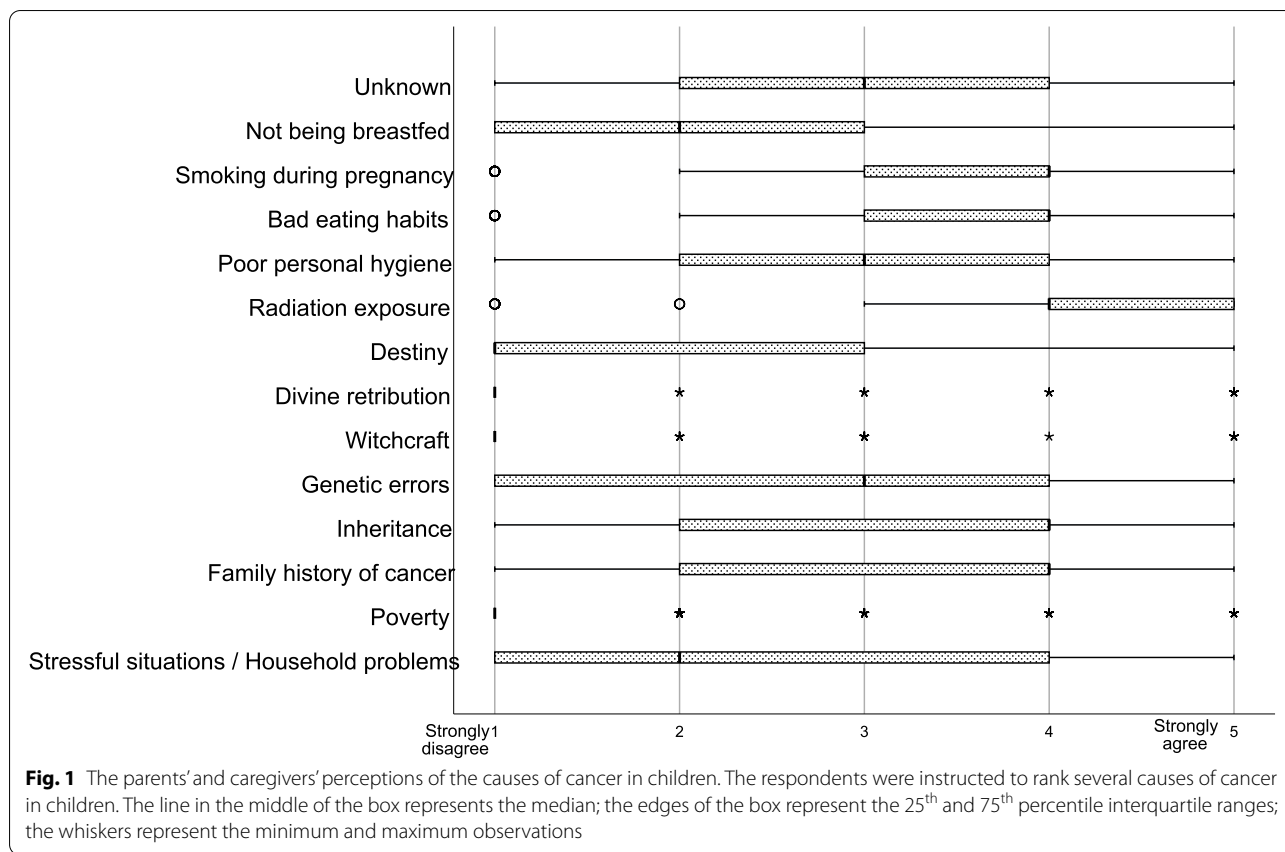 Unknown
Not being breastfed
Smoking during pregnancy
Bad eating habits
Poor personal hygiene
Radiation exposure
Destiny
Divine retribution
Witchcraft
Genetic errors
Inheritance
Family history of cancer
Poverty
Stressful situations / Household problems
Strongly disagree 1 2 3 4 Strongly agree 5
Fig. 1 The parents' and caregivers' perceptions of the causes of cancer in children. The respondents were instructed to rank several causes of cancer
in children. The line in the middle of the box represents the median; the edges of the box represent the 25th and 75th percentile interquartile ranges;
the whiskers represent the minimum and maximum observations